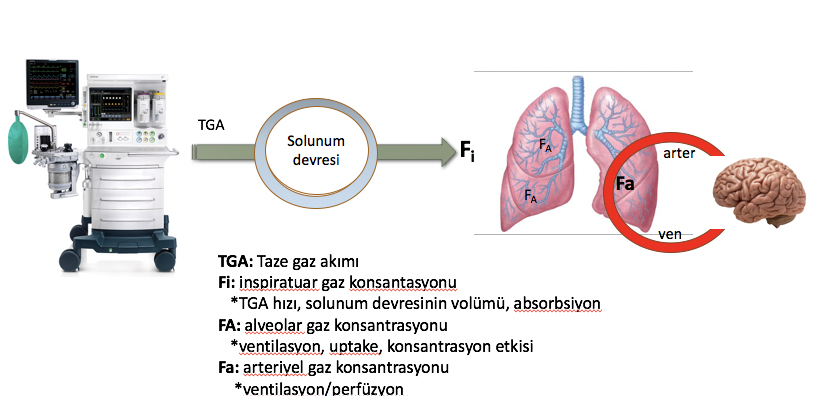 TGA
Solunum
devresi
Fi
FA
FA
Fa
arter
ven
TGA: Taze gaz akımı
Fi: inspiratuar gaz konsantasyonu
*TGA hızı, solunum devresinin volümü, absorbsiyon
FA: alveolar gaz konsantrasyonu
*ventilasyon, uptake, konsantrasyon etkisi
Fa: arteriyel gaz konsantrasyonu
*ventilasyon/perfüzyon